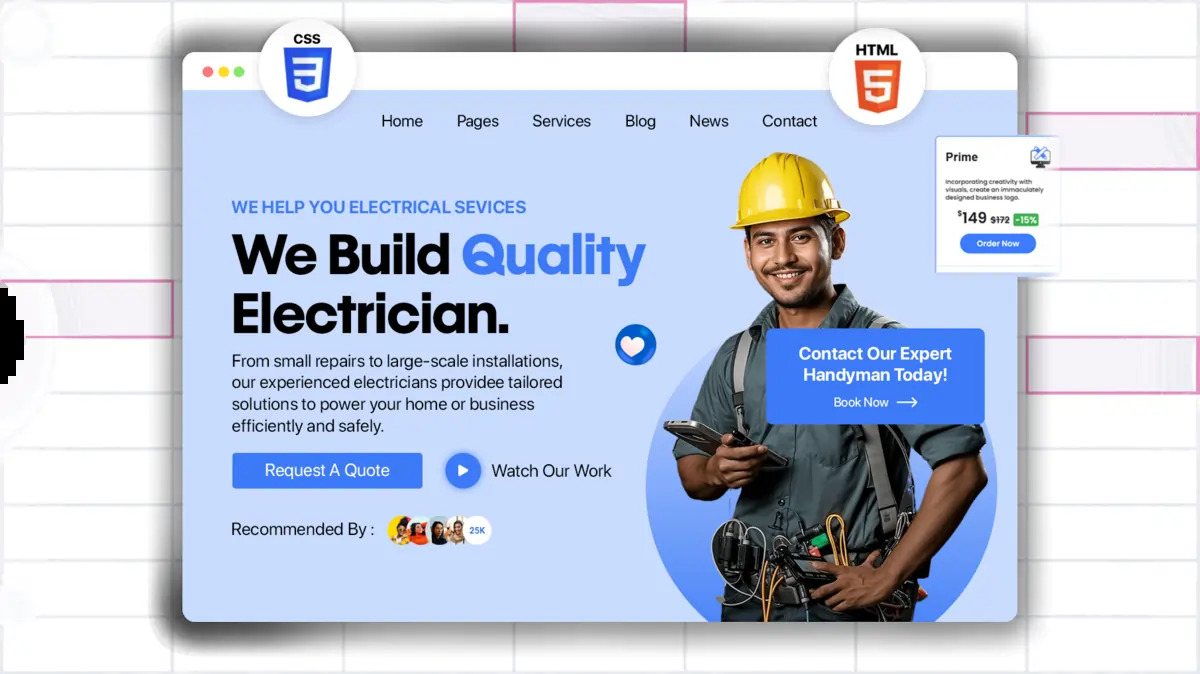 CSS
HTML
Home Pages Services Blog News Contact
Prime
Incorporating creativity with
visuals, create an immaculately
designed business logo.
$149 $172 -15%
Order Now
WE HELP YOU ELECTRICAL SEVICES
We Build Quality
Electrician.
From small repairs to large-scale installations,
our experienced electricians providee tailored
solutions to power your home or business
efficiently and safely.
Contact Our Expert
Handyman Today!
Book Now
Request A Quote
Watch Our Work
Recommended By :
25K